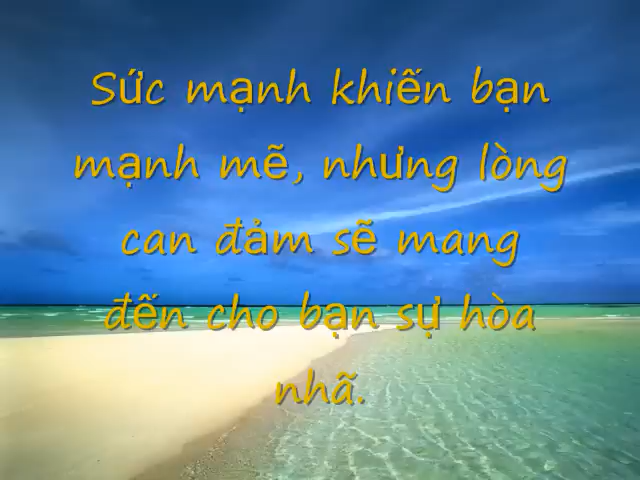 Sức mạnh khiến bạn
mạnh mẽ, nhưng lòng
can đảm sẽ mang
đến cho bạn sự hòa
nhã.